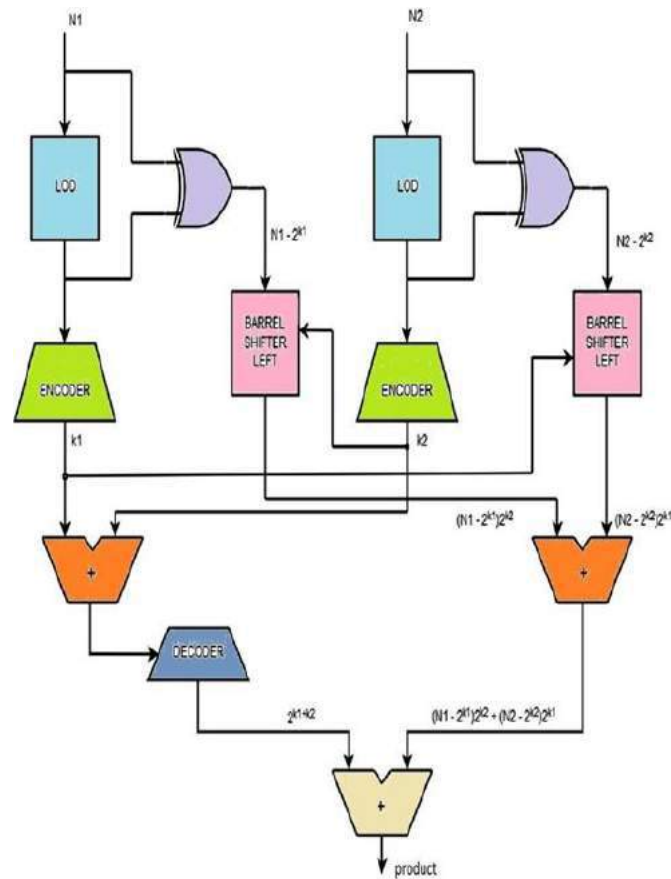 N1
N2
LOD
LOD
N1 - 2^k1
N2 - 2^k2
BARREL
SHIFTER
LEFT
BARREL
SHIFTER
LEFT
ENCODER
ENCODER
k1
k2
(N1 - 2^k1)2^k2
(N2 - 2^k2)2^k1
+
+
DECODER
2^k1+k2
(N1 - 2^k1)2^k2 + (N2 - 2^k2)2^k1
+
product